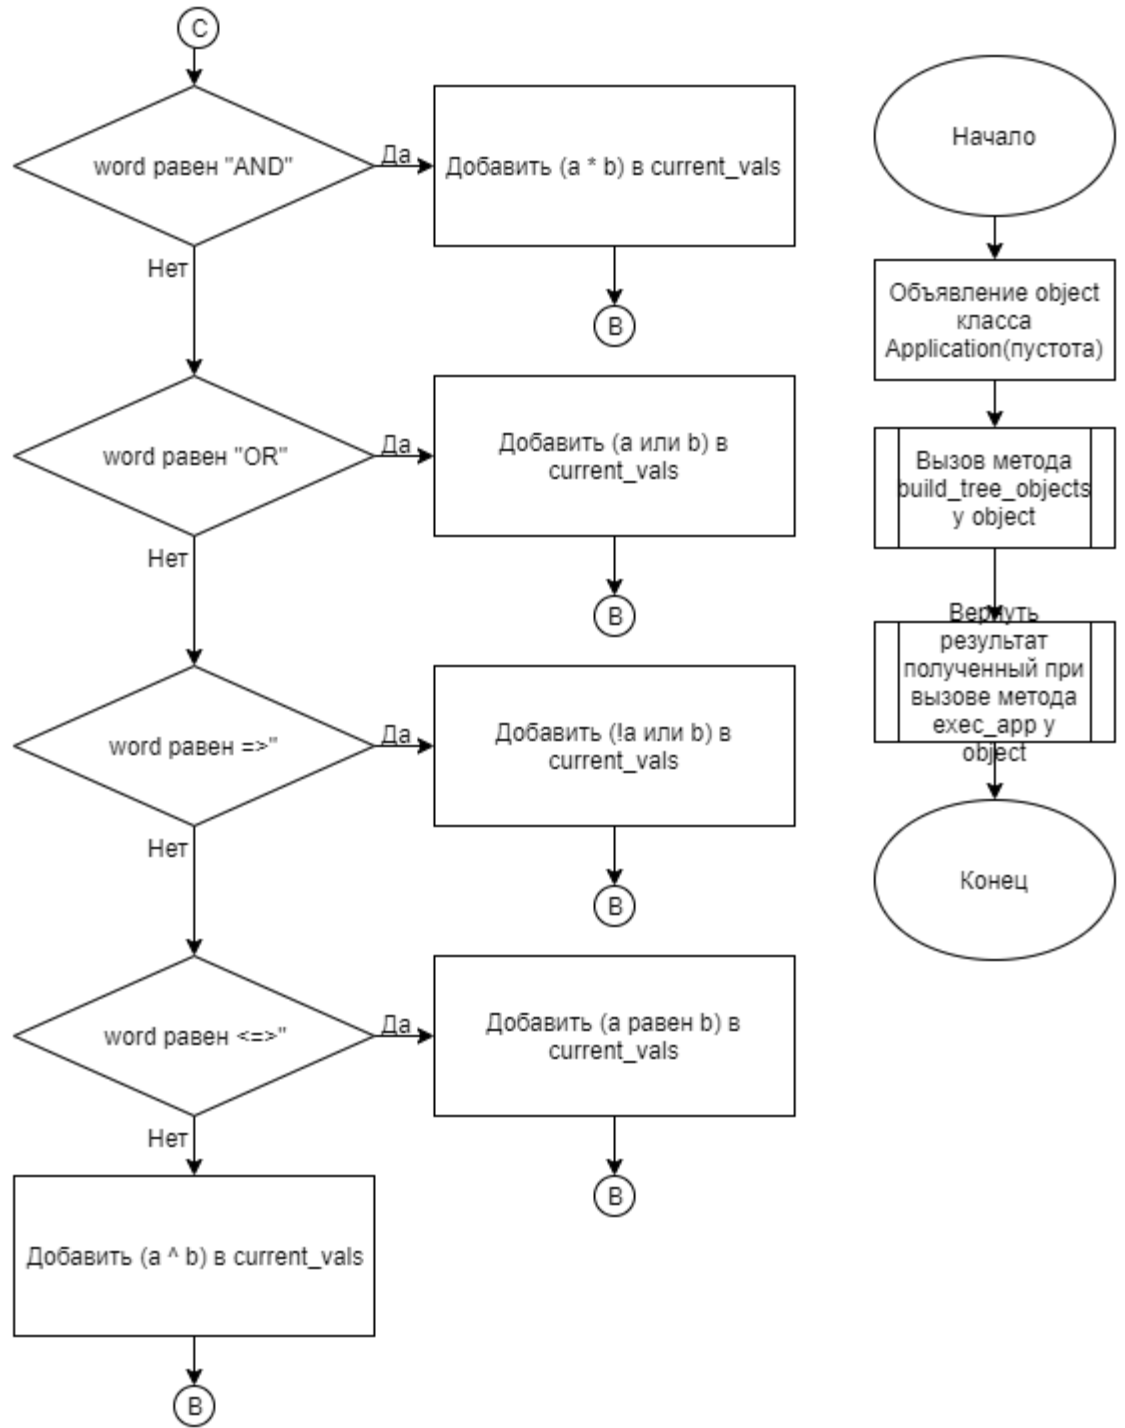 C
word равен "AND"
Да
Добавить (a * b) в current_vals
Нет
B
word равен "OR"
Да
Добавить (a или b) в
current_vals
Нет
B
word равен =>"
Да
Добавить (!a или b) в
current_vals
Нет
B
word равен <=>"
Да
Добавить (a равен b) в
current_vals
Нет
B
Добавить (a ^ b) в current_vals
B
Начало
Объявление object
класса
Application(пустота)
Вызов метода
build_tree_objects
у object
Вернуть
результат
полученный при
вызове метода
exec_app у
object
Конец